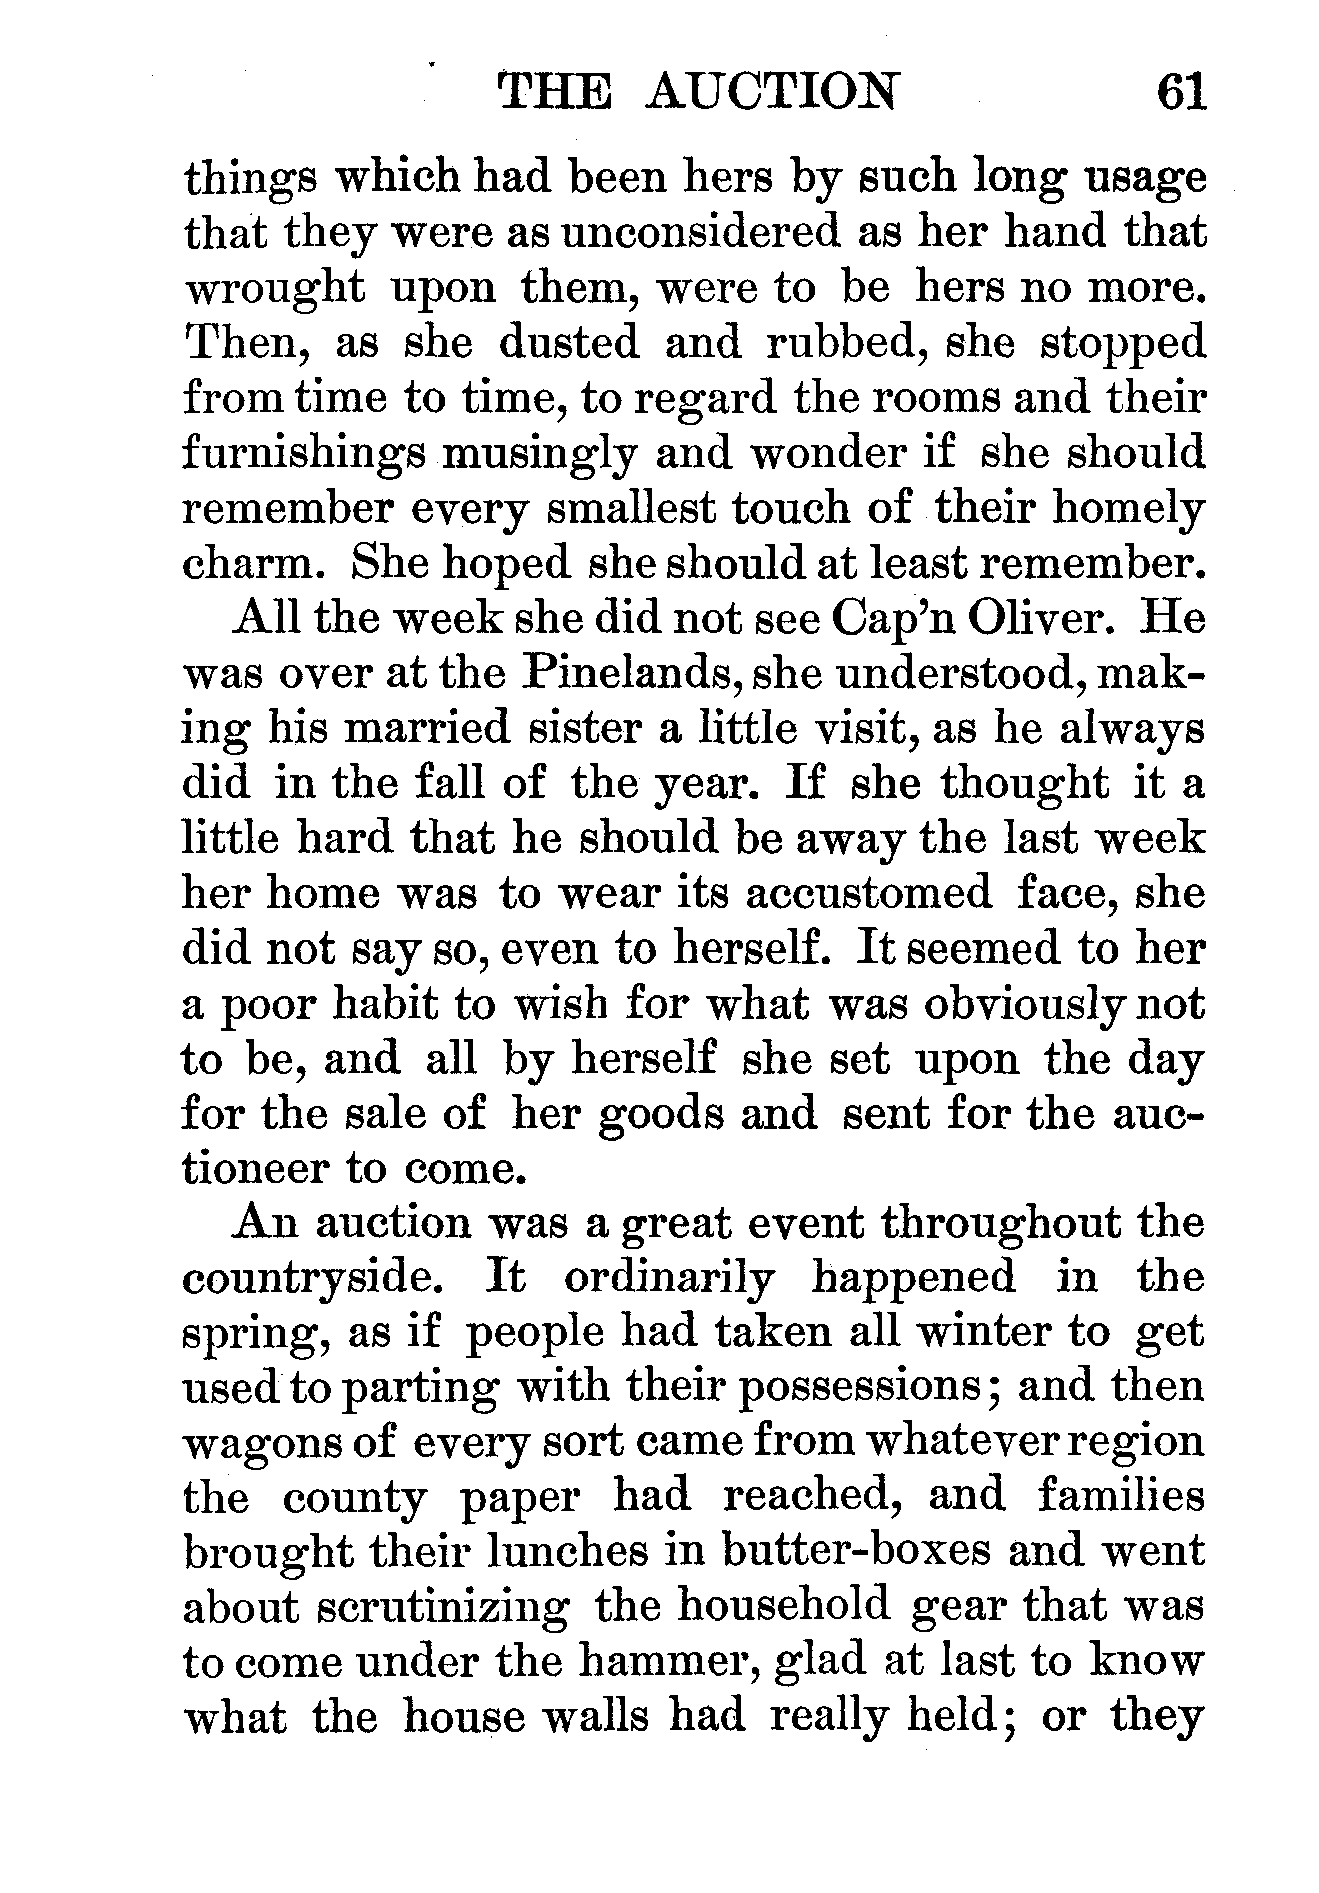 THE AUCTION 61
things which had been hers by such long usage
that they were as unconsidered as her hand that
wrought upon them, were to be hers no more.
Then, as she dusted and rubbed, she stopped
from time to time, to regard the rooms and their
furnishings musingly and wonder if she should
remember every smallest touch of their homely
charm. She hoped she should at least remember.
All the week she did not see Cap'n Oliver. He
was over at the Pinelands, she understood, mak-
ing his married sister a little visit, as he always
did in the fall of the year. If she thought it a
little hard that he should be away the last week
her home was to wear its accustomed face, she
did not say so, even to herself. It seemed to her
a poor habit to wish for what was obviously not
to be, and all by herself she set upon the day
for the sale of her goods and sent for the auc-
tioneer to come.
An auction was a great event throughout the
countryside. It ordinarily happened in the
spring, as if people had taken all winter to get
used to parting with their possessions; and then
wagons of every sort came from whatever region
the county paper had reached, and families
brought their lunches in butter-boxes and went
about scrutinizing the household gear that was
to come under the hammer, glad at last to know
what the house walls had really held; or they